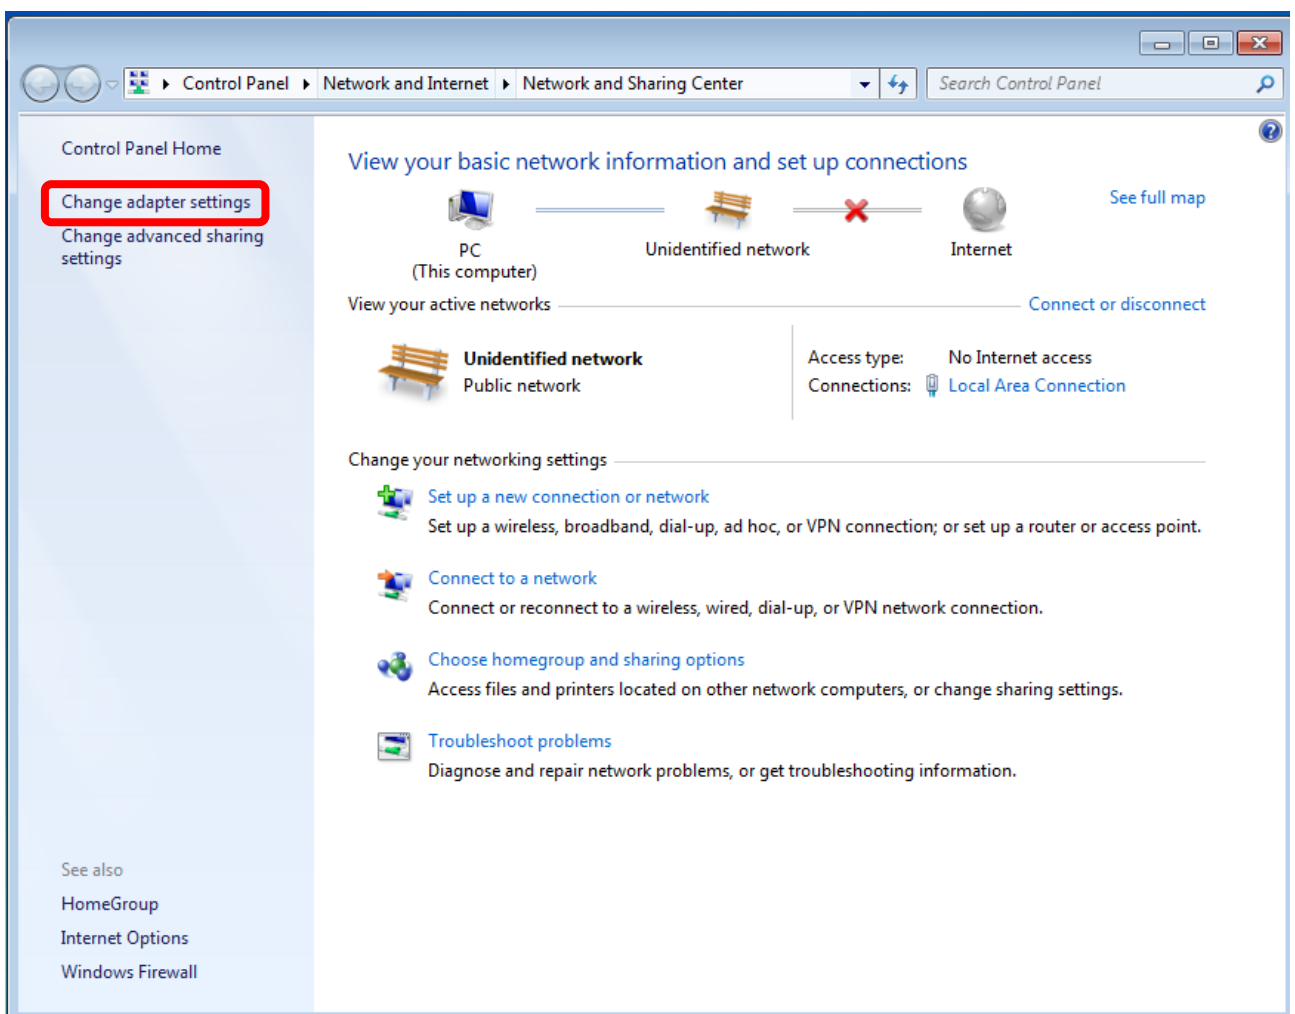 Control Panel
Network and Internet
Network and Sharing Center
Search Control Panel
Control Panel Home
Change adapter settings
Change advanced sharing
settings
View your basic network information and set up connections
See full map
PC
(This computer)
Unidentified network
Internet
View your active networks
Connect or disconnect
Unidentified network
Public network
Access type: No Internet access
Connections: Local Area Connection
Change your networking settings
Set up a new connection or network
Set up a wireless, broadband, dial-up, ad hoc, or VPN connection; or set up a router or access point.
Connect to a network
Connect or reconnect to a wireless, wired, dial-up, or VPN network connection.
Choose homegroup and sharing options
Access files and printers located on other network computers, or change sharing settings.
Troubleshoot problems
Diagnose and repair network problems, or get troubleshooting information.
See also
HomeGroup
Internet Options
Windows Firewall